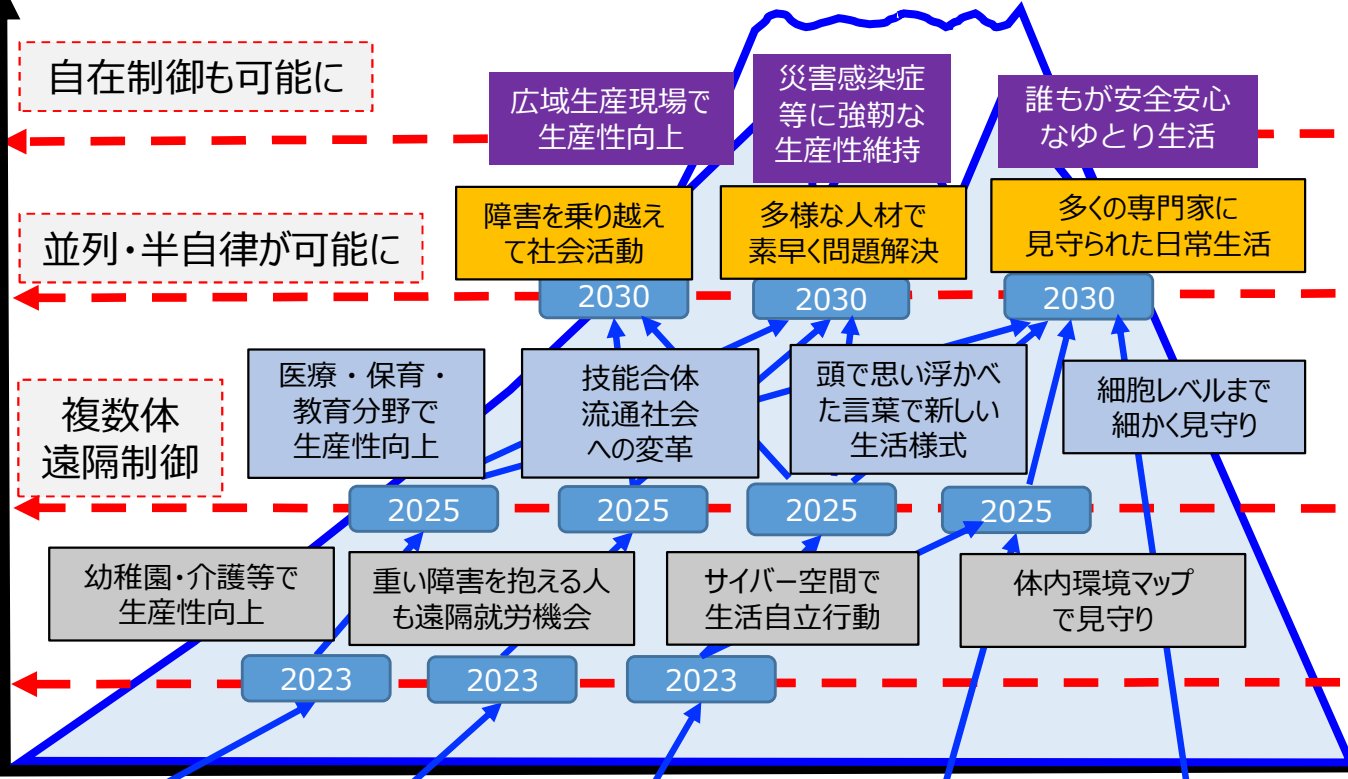 自在制御も可能に
広域生産現場で
生産性向上
災害感染症
等に強靭な
生産性維持
誰もが安全安心
なゆとり生活
並列・半自律が可能に
障害を乗り越え
て社会活動
多様な人材で
素早く問題解決
多くの専門家に
見守られた日常生活
2030
2030
2030
複数体
遠隔制御
医療・保育・
教育分野で
生産性向上
技能合体
流通社会
への変革
頭で思い浮かべ
た言葉で新しい
生活様式
細胞レベルまで
細かく見守り
2025
2025
2025
2025
幼稚園・介護等で
生産性向上
重い障害を抱える人
も遠隔就労機会
サイバー空間で
生活自立行動
体内環境マップ
で見守り
2023
2023
2023